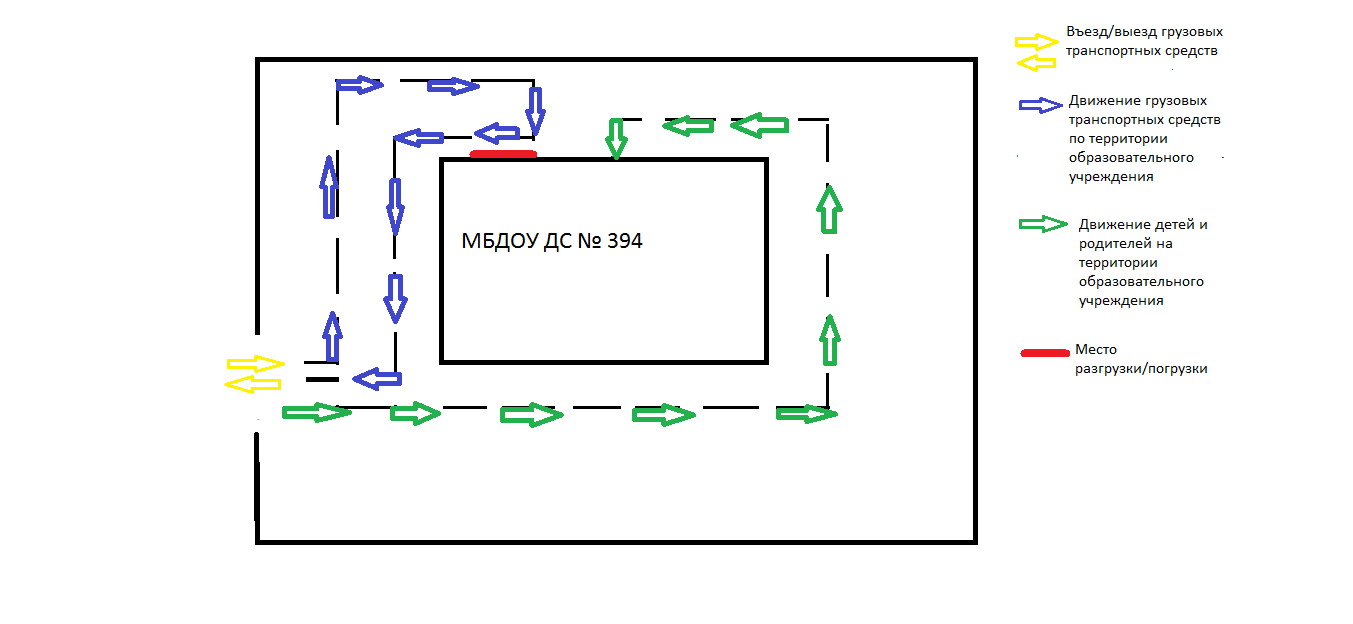 Въезд/выезд грузовых
транспортных средств
Движение грузовых
транспортных средств
по территории
образовательного
учреждения
МБДОУ ДС № 394
Движение детей и
родителей на
территории
образовательного
учреждения
Место
разгрузки/погрузки